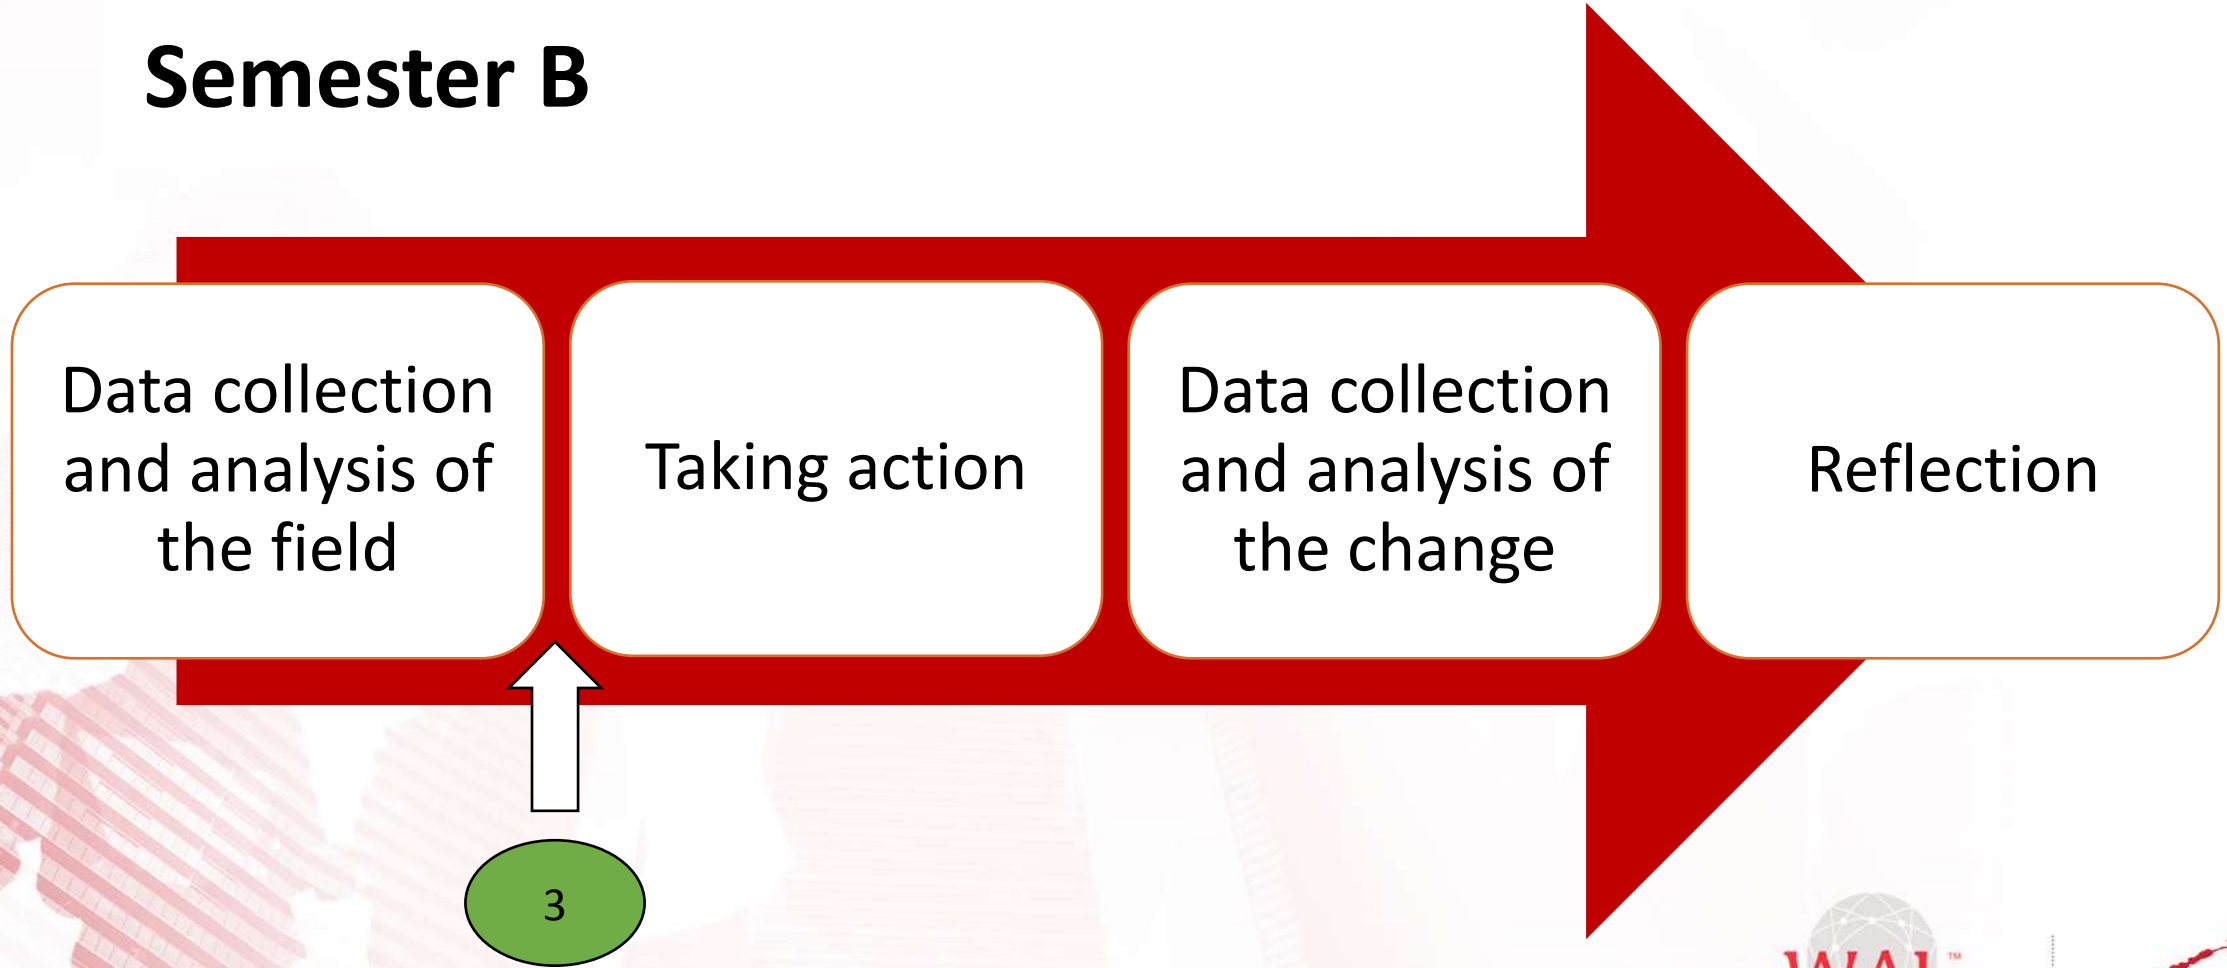 Semester B
Data collection
and analysis of
the field
Taking action
Data collection
and analysis of
the change
Reflection
3
WAL™